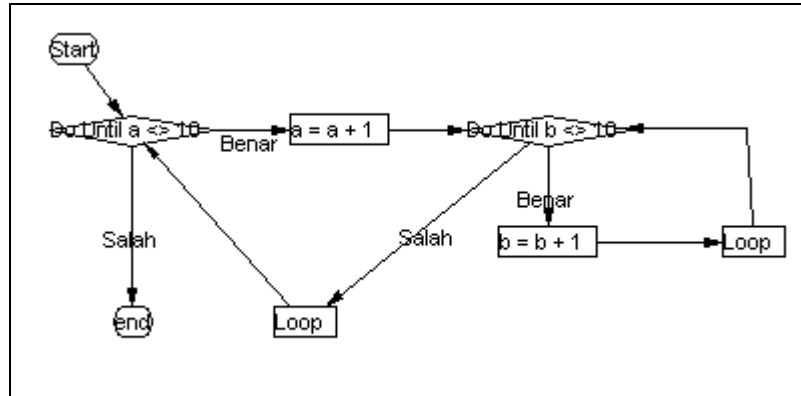 Start
Do Until a <> 10
Benar
a = a + 1
Do Until b <> 10
Benar
Salah
Salah
b = b + 1
Loop
end
Loop